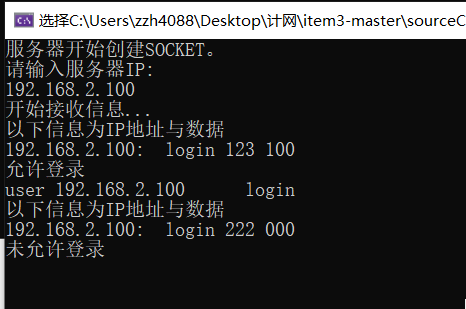 选择C:\Users\zzh4088\Desktop\计网\item3-master\sourceC
服务器开始创建SOCKET。
请输入服务器IP:
192.168.2.100
开始接收信息...
以下信息为IP地址与数据
192.168.2.100:  login 123 100
允许登录
user 192.168.2.100      login
以下信息为IP地址与数据
192.168.2.100:  login 222 000
未允许登录